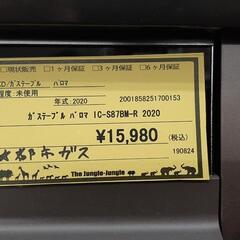 □現状販売 □1ヶ月保証 □3ヶ月保証 □6ヶ月保証
CD/ガステーブル パロマ
程度:未使用
年式:2020 2001858251700153
ガステーブル パロマ IC-S87BM-R 2020
¥15,980 (税込)
都市ガス
190824
The Jungle-Jungle